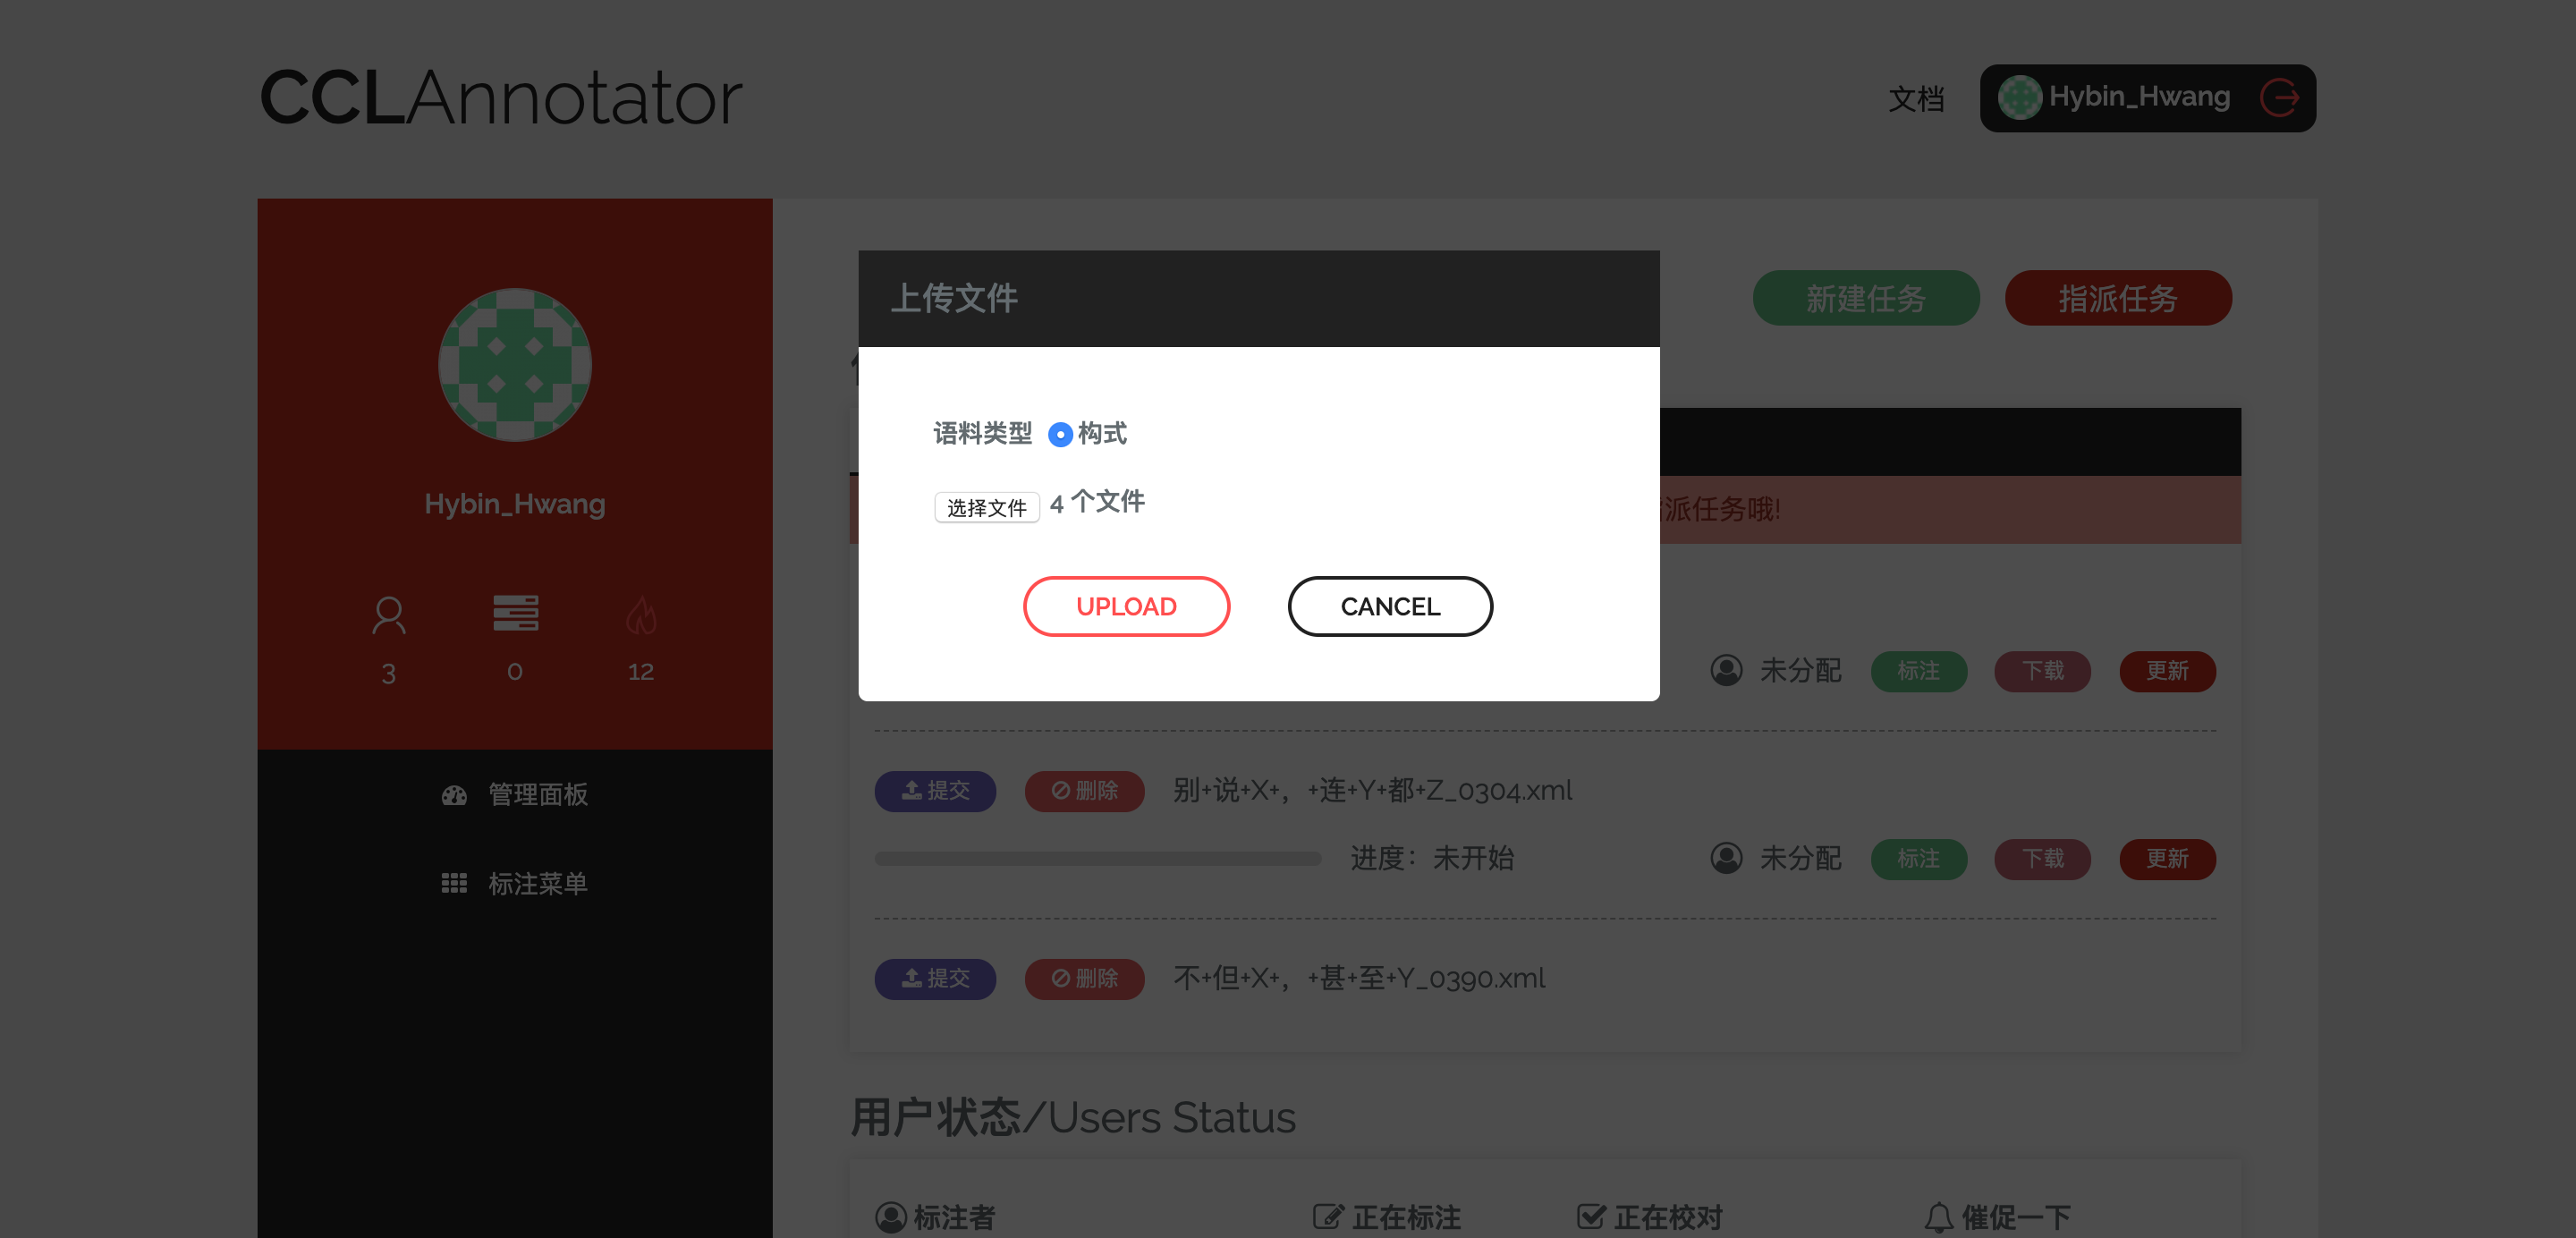 CCLAnnotator
文档 Hybin_Hwang
Hybin_Hwang
3 0 12
管理面板
标注菜单
新建任务 指派任务
上传文件
语料类型 构式
选择文件 4 个文件
UPLOAD CANCEL
派任务哦!
未分配 标注 下载 更新
提交 删除 别+说+X+，+连+Y+都+Z_0304.xml
进度：未开始 未分配 标注 下载 更新
提交 删除 不+但+X+，+甚+至+Y_0390.xml
用户状态/Users Status
标注者 正在标注 正在校对 催促一下